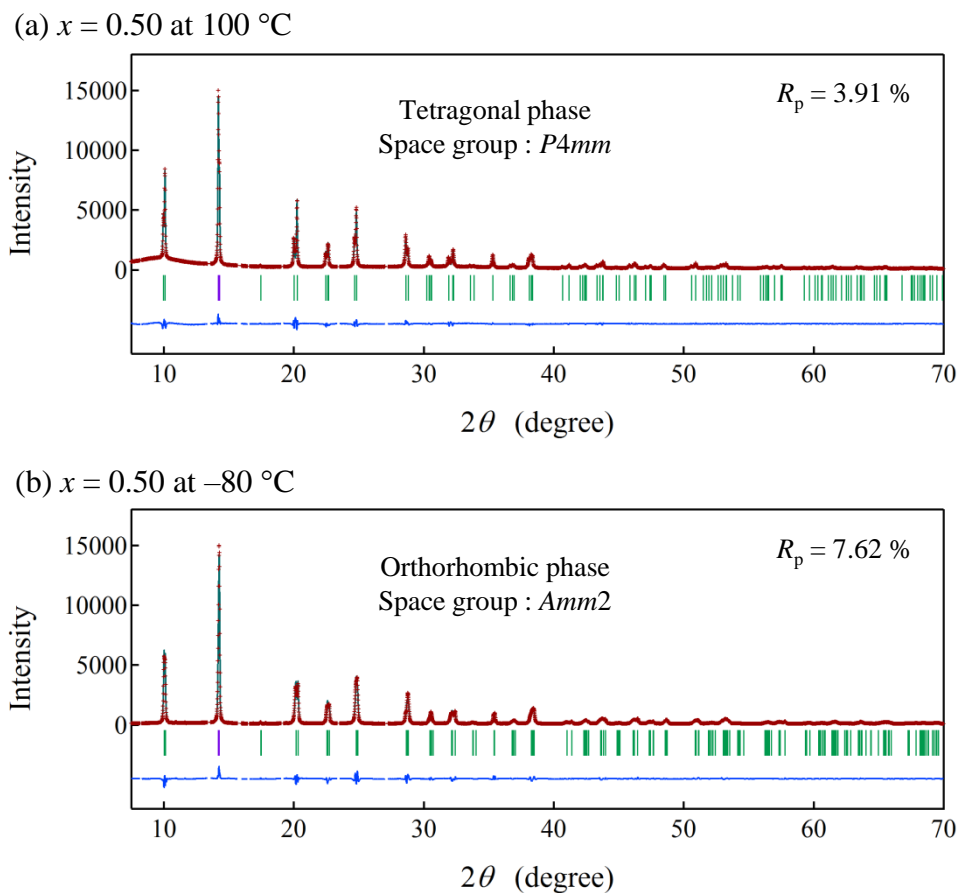 (a) x = 0.50 at 100 °C
15000
10000
5000
0
Intensity
Tetragonal phase
Space group : P4mm
Rp = 3.91 %
10 20 30 40 50 60 70
2θ (degree)
(b) x = 0.50 at –80 °C
15000
10000
5000
0
Intensity
Orthorhombic phase
Space group : Amm2
Rp = 7.62 %
10 20 30 40 50 60 70
2θ (degree)